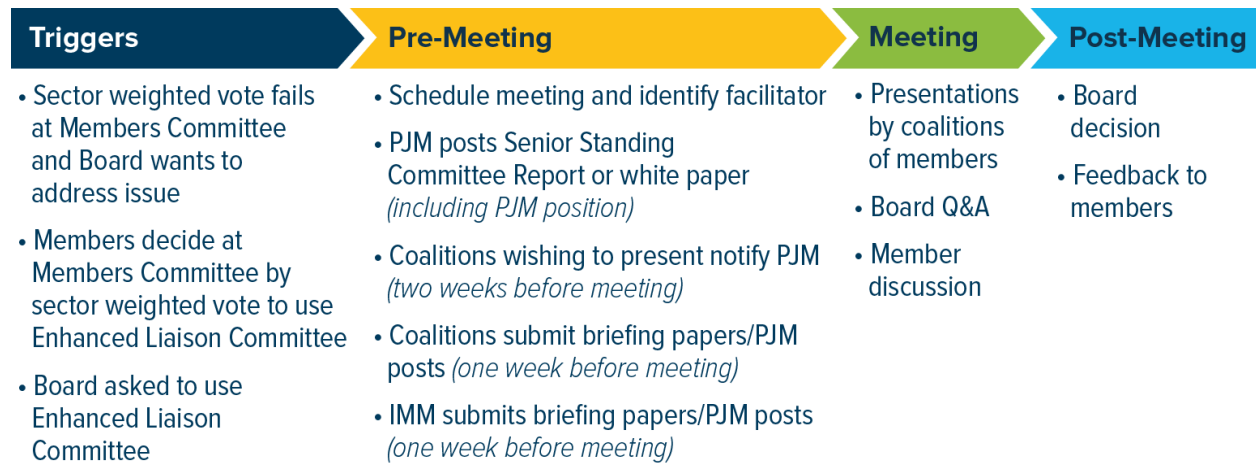 Triggers
• Sector weighted vote fails
at Members Committee
and Board wants to
address issue
• Members decide at
Members Committee by
sector weighted vote to use
Enhanced Liaison Committee
• Board asked to use
Enhanced Liaison
Committee
Pre-Meeting
• Schedule meeting and identify facilitator
• PJM posts Senior Standing
Committee Report or white paper
(including PJM position)
• Coalitions wishing to present notify PJM
(two weeks before meeting)
• Coalitions submit briefing papers/PJM
posts (one week before meeting)
• IMM submits briefing papers/PJM posts
(one week before meeting)
Meeting
• Presentations
by coalitions
of members
• Board Q&A
• Member
discussion
Post-Meeting
• Board
decision
• Feedback to
members